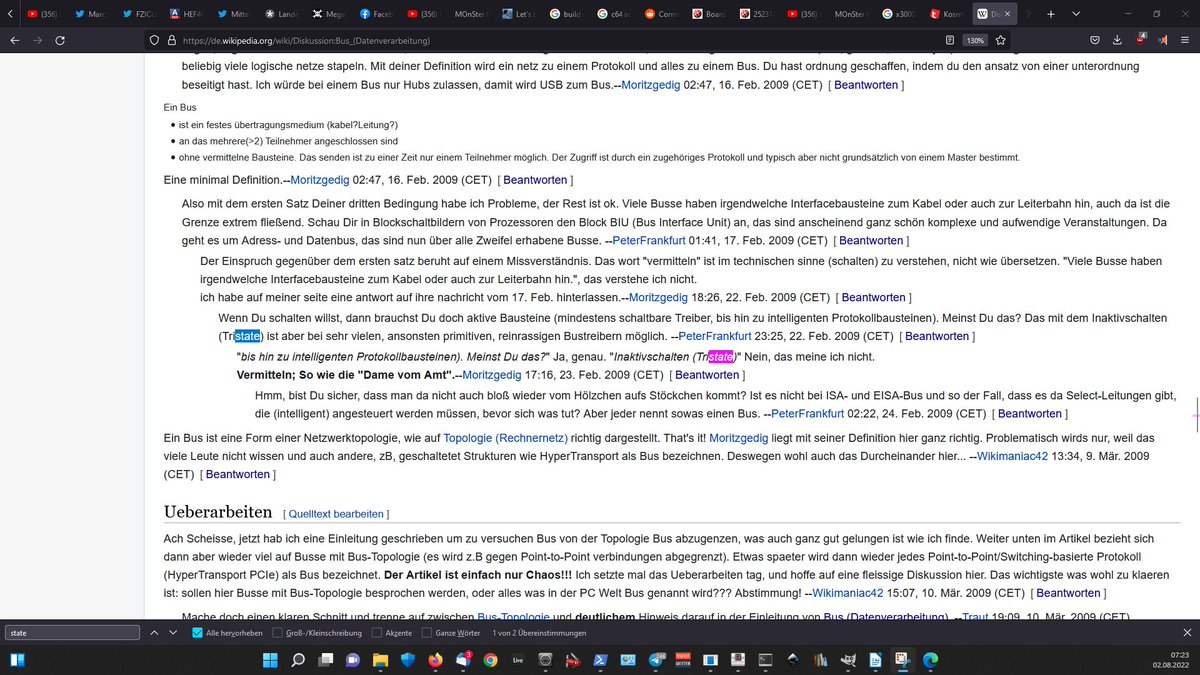 (356)
Marc
(356)
FZIC
HEF40
Mitte
Lande
Mega
Faceb
(356)
MOnSter
Let's b
build
c64 s
Comm
Board
25231
(356)
MOnSter
x3000
Kosm
https://de.wikipedia.org/wiki/Diskussion:Bus_(Datenverarbeitung)
130%
4
beliebig viele logische netze stapeln. Mit deiner Definition wird ein netz zu einem Protokoll und alles zu einem Bus. Du hast ordnung geschaffen, indem du den ansatz von einer unterordnung
beseitigt hast. Ich würde bei einem Bus nur Hubs zulassen, damit wird USB zum Bus.--Moritzgedig 02:47, 16. Feb. 2009 (CET) [ Beantworten ]
Ein Bus
• ist ein festes übertragungsmedium (kabel?Leitung?)
• an das mehrere(>2) Teilnehmer angeschlossen sind
• ohne vermittelne Bausteine. Das senden ist zu einer Zeit nur einem Teilnehmer möglich. Der Zugriff ist durch ein zugehöriges Protokoll und typisch aber nicht grundsätzlich von einem Master bestimmt.
Eine minimal Definition.--Moritzgedig 02:47, 16. Feb. 2009 (CET) [ Beantworten ]
Also mit dem ersten Satz Deiner dritten Bedingung habe ich Probleme, der Rest ist ok. Viele Busse haben irgendwelche Interfacebausteine zum Kabel oder auch zur Leiterbahn hin, auch da ist die
Grenze extrem fließend. Schau Dir in Blockschaltbildern von Prozessoren den Block BIU (Bus Interface Unit) an, das sind anscheinend ganz schön komplexe und aufwendige Veranstaltungen. Da
geht es um Adress- und Datenbus, das sind nun über alle Zweifel erhabene Busse. --PeterFrankfurt 01:41, 17. Feb. 2009 (CET) [ Beantworten ]
Der Einspruch gegenüber dem ersten satz beruht auf einem Missverständnis. Das wort "vermitteln" ist im technischen sinne (schalten) zu verstehen, nicht wie übersetzen. "Viele Busse haben
irgendwelche Interfacebausteine zum Kabel oder auch zur Leiterbahn hin.", das verstehe ich nicht.
ich habe auf meiner seite eine antwort auf ihre nachricht vom 17. Feb. hinterlassen.--Moritzgedig 18:26, 22. Feb. 2009 (CET) [ Beantworten ]
Wenn Du schalten willst, dann brauchst Du doch aktive Bausteine (mindestens schaltbare Treiber, bis hin zu intelligenten Protokollbausteinen). Meinst Du das? Das mit dem Inaktivschalten
(Tristate) ist aber bei sehr vielen, ansonsten primitiven, reinrassigen Bustreibern möglich. --PeterFrankfurt 23:25, 22. Feb. 2009 (CET) [ Beantworten ]
"bis hin zu intelligenten Protokollbausteinen). Meinst Du das?" Ja, genau. "Inaktivschalten (Tristate)" Nein, das meine ich nicht.
Vermitteln; So wie die "Dame vom Amt".--Moritzgedig 17:16, 23. Feb. 2009 (CET) [ Beantworten ]
Hmm, bist Du sicher, dass man da nicht auch bloß wieder vom Hölzchen aufs Stöckchen kommt? Ist es nicht bei ISA- und EISA-Bus und so der Fall, dass es da Select-Leitungen gibt,
die (intelligent) angesteuert werden müssen, bevor sich was tut? Aber jeder nennt sowas einen Bus. --PeterFrankfurt 02:22, 24. Feb. 2009 (CET) [ Beantworten ]
Ein Bus ist eine Form einer Netzwerktopologie, wie auf Topologie (Rechnernetz) richtig dargestellt. That's it! Moritzgedig liegt mit seiner Definition hier ganz richtig. Problematisch wirds nur, weil das
viele Leute nicht wissen und auch andere, zB, geschaltetet Strukturen wie HyperTransport als Bus bezeichnen. Deswegen wohl auch das Durcheinander hier... --Wikimaniac42 13:34, 9. Mär. 2009
(CET) [ Beantworten ]
Ueberarbeiten [ Quelltext bearbeiten ]
Ach Scheisse, jetzt hab ich eine Einleitung geschrieben um zu versuchen Bus von der Topologie Bus abzugenzen, was auch ganz gut gelungen ist wie ich finde. Weiter unten im Artikel bezieht sich
dann aber wieder viel auf Busse mit Bus-Topologie (es wird z.B gegen Point-to-Point verbindungen abgegrenzt). Etwas spaeter wird dann wieder jedes Point-to-Point/Switching-basierte Protokoll
(HyperTransport PCIe) als Bus bezeichnet. Der Artikel ist einfach nur Chaos!!! Ich setzte mal das Ueberarbeiten tag, und hoffe auf eine fleissige Diskussion hier. Das wichtigste was wohl zu klaeren
ist: sollen hier Busse mit Bus-Topologie besprochen werden, oder alles was in der PC Welt Bus genannt wird??? Abstimmung! --Wikimaniac42 15:07, 10. Mär. 2009 (CET) [ Beantworten ]
Mache doch einen klaren Schnitt und trenne auf zwischen Bus-Topologie und deutlichem Hinweis darauf in der Einleitung von Bus (Datenverarbeitung). --Traut 19:09, 10. Mär. 2009 (CET)
state
Alle hervorheben
Groß-/Kleinschreibung
Akzente
Ganze Wörter
1 von 2 Übereinstimmungen
Live
07:23
02.08.2022